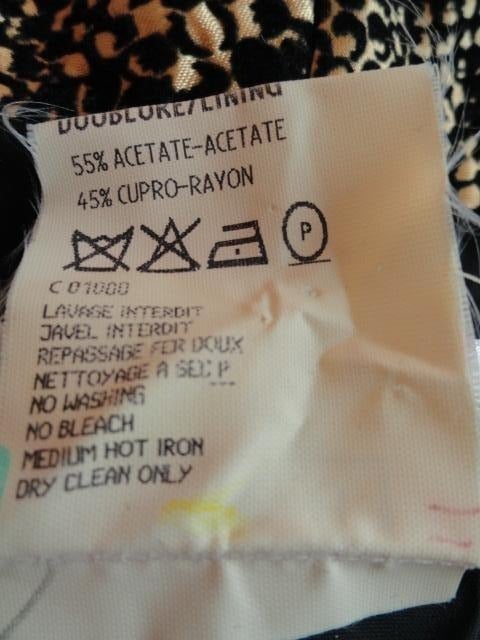 DOUBLURE/LINING
55% ACETATE-ACETATE
45% CUPRO-RAYON
P
C 01000
LAVAGE INTERDIT
JAVEL INTERDIT
REPASSAGE FER DOUX
NETTOYAGE A SEC P
NO WASHING
NO BLEACH
MEDIUM HOT IRON
DRY CLEAN ONLY